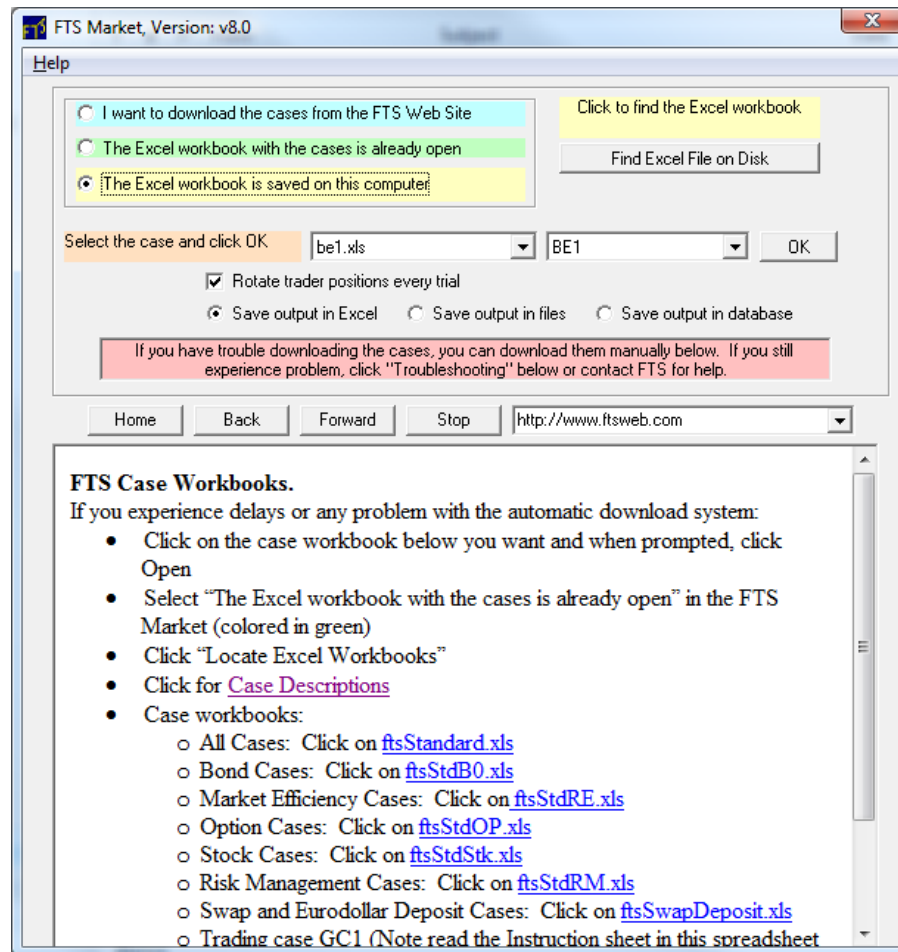 FTS Market, Version: v8.0
Help
I want to download the cases from the FTS Web Site
The Excel workbook with the cases is already open
The Excel workbook is saved on this computer
Click to find the Excel workbook
Find Excel File on Disk
Select the case and click OK
be1.xls
BE1
OK
Rotate trader positions every trial
Save output in Excel
Save output in files
Save output in database
If you have trouble downloading the cases, you can download them manually below. If you still
experience problem, click "Troubleshooting" below or contact FTS for help.
Home
Back
Forward
Stop
http://www.ftsweb.com
FTS Case Workbooks.
If you experience delays or any problem with the automatic download system:
• Click on the case workbook below you want and when prompted, click
Open
• Select “The Excel workbook with the cases is already open” in the FTS
Market (colored in green)
• Click “Locate Excel Workbooks”
• Click for Case Descriptions
• Case workbooks:
o All Cases: Click on ftsStandard.xls
o Bond Cases: Click on ftsStdB0.xls
o Market Efficiency Cases: Click on ftsStdRE.xls
o Option Cases: Click on ftsStdOP.xls
o Stock Cases: Click on ftsStdStk.xls
o Risk Management Cases: Click on ftsStdRM.xls
o Swap and Eurodollar Deposit Cases: Click on ftsSwapDeposit.xls
o Trading case GC1 (Note read the Instruction sheet in this spreadsheet